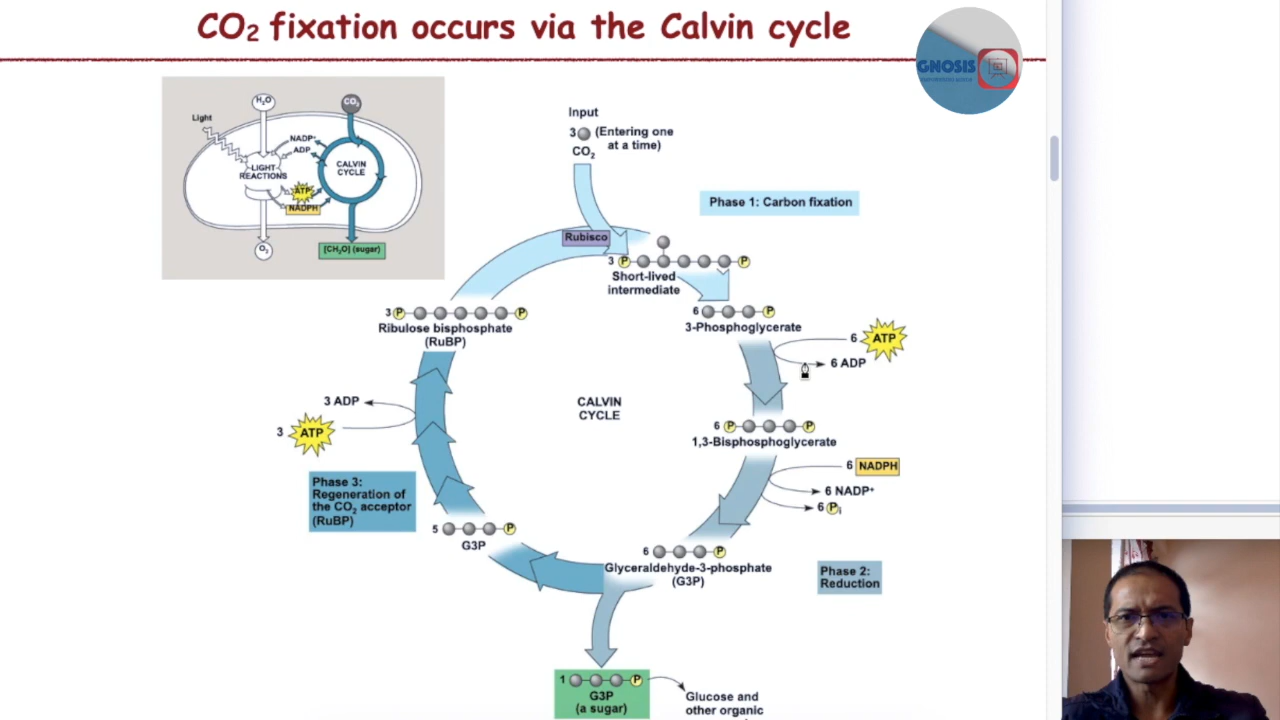 CO₂ fixation occurs via the Calvin cycle
GNOSIS
H₂O
CO₂
Light
NADP⁺
ADP
LIGHT
REACTIONS
CALVIN
CYCLE
ATP
NADPH
O₂
[CH₂O] (sugar)
Input
3 (Entering one
at a time)
CO₂
Phase 1: Carbon fixation
Rubisco
3 P P
Short-lived
intermediate
3 P P
Ribulose bisphosphate
(RuBP)
6 P
3-Phosphoglycerate
6 ATP
6 ADP
CALVIN
CYCLE
3 ADP
3 ATP
6 P P
1,3-Bisphosphoglycerate
6 NADPH
6 NADP⁺
6 Pi
Phase 3:
Regeneration of
the CO₂ acceptor
(RuBP)
5 P
G3P
6 P
Glyceraldehyde-3-phosphate
(G3P)
Phase 2:
Reduction
1 P
G3P
(a sugar)
Glucose and
other organic